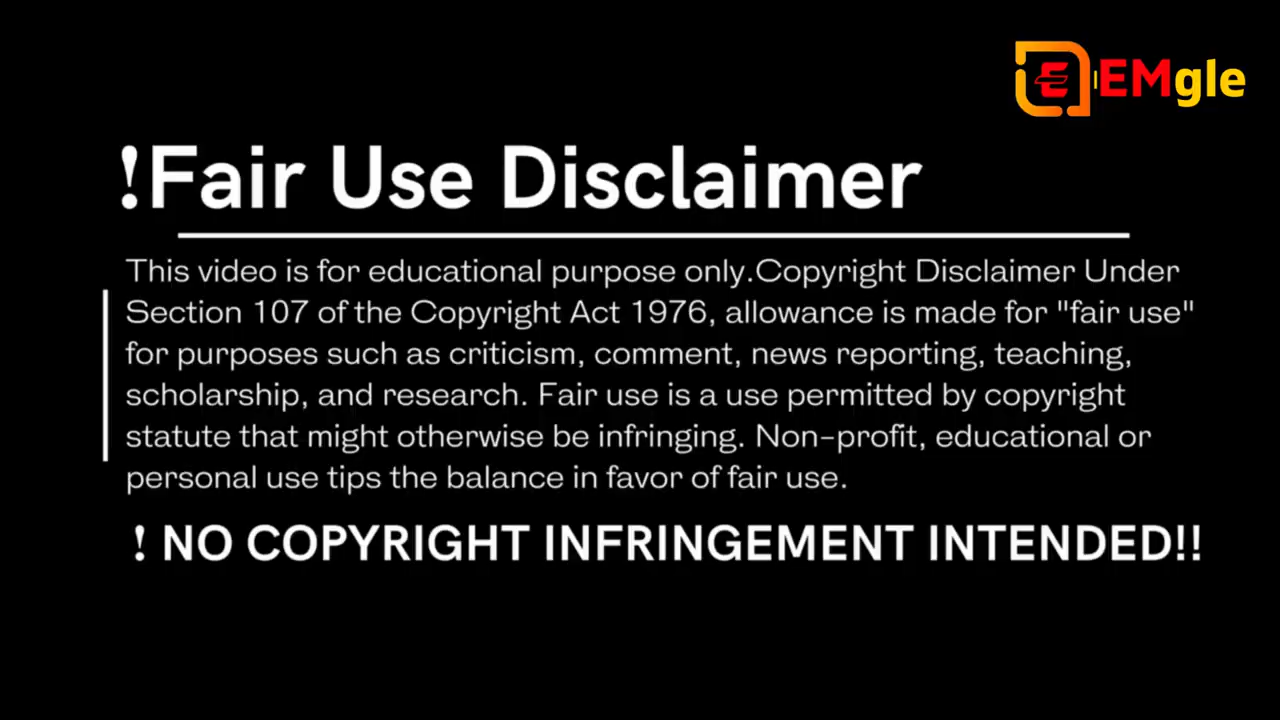 EMgle
!Fair Use Disclaimer
This video is for educational purpose only.Copyright Disclaimer Under
Section 107 of the Copyright Act 1976, allowance is made for "fair use"
for purposes such as criticism, comment, news reporting, teaching,
scholarship, and research. Fair use is a use permitted by copyright
statute that might otherwise be infringing. Non-profit, educational or
personal use tips the balance in favor of fair use.
! NO COPYRIGHT INFRINGEMENT INTENDED!!